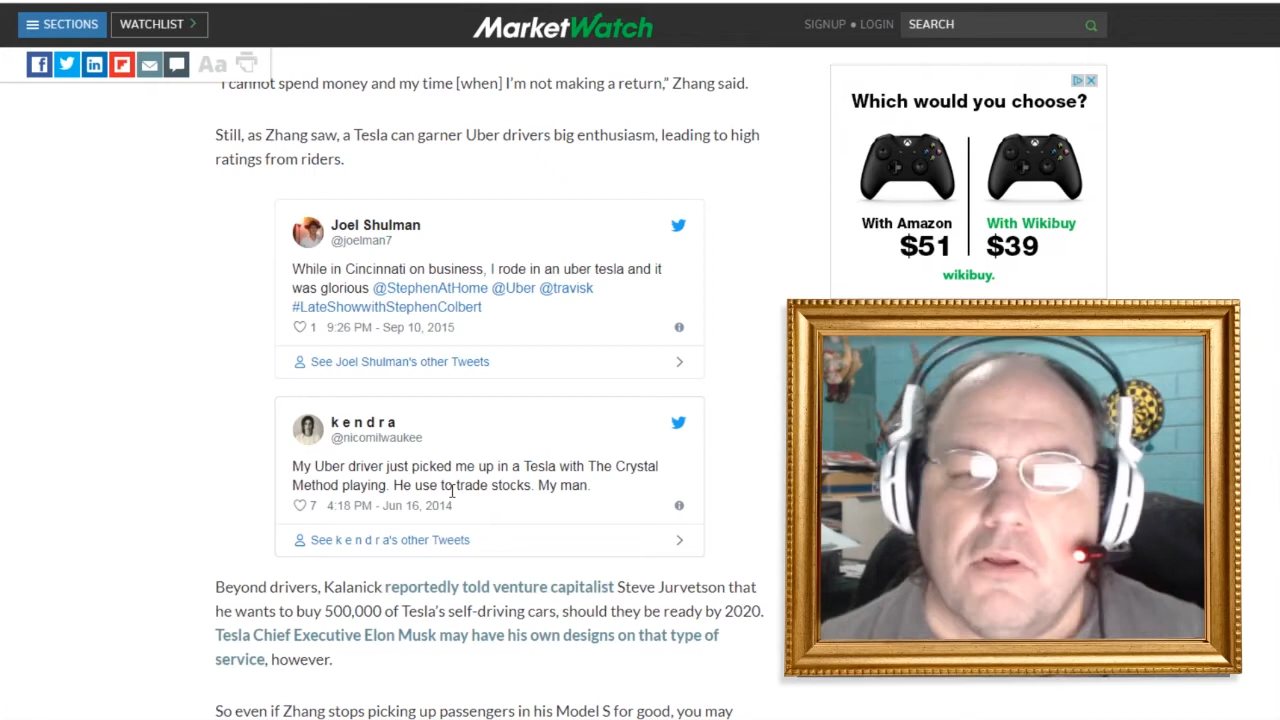 SECTIONS
WATCHLIST
MarketWatch
SIGNUP • LOGIN
SEARCH
Aa
"I cannot spend money and my time [when] I'm not making a return," Zhang said.
Still, as Zhang saw, a Tesla can garner Uber drivers big enthusiasm, leading to high
ratings from riders.
Joel Shulman
@joelman7
While in Cincinnati on business, I rode in an uber tesla and it
was glorious @StephenAtHome @Uber @travisk
#LateShowwithStephenColbert
1 9:26 PM - Sep 10, 2015
See Joel Shulman's other Tweets
k e n d r a
@nicomilwaukee
My Uber driver just picked me up in a Tesla with The Crystal
Method playing. He use to trade stocks. My man.
7 4:18 PM - Jun 16, 2014
See k e n d r a's other Tweets
Beyond drivers, Kalanick reportedly told venture capitalist Steve Jurvetson that
he wants to buy 500,000 of Tesla's self-driving cars, should they be ready by 2020.
Tesla Chief Executive Elon Musk may have his own designs on that type of
service, however.
So even if Zhang stops picking up passengers in his Model S for good, you may
Which would you choose?
With Amazon
$51
With Wikibuy
$39
wikibuy.